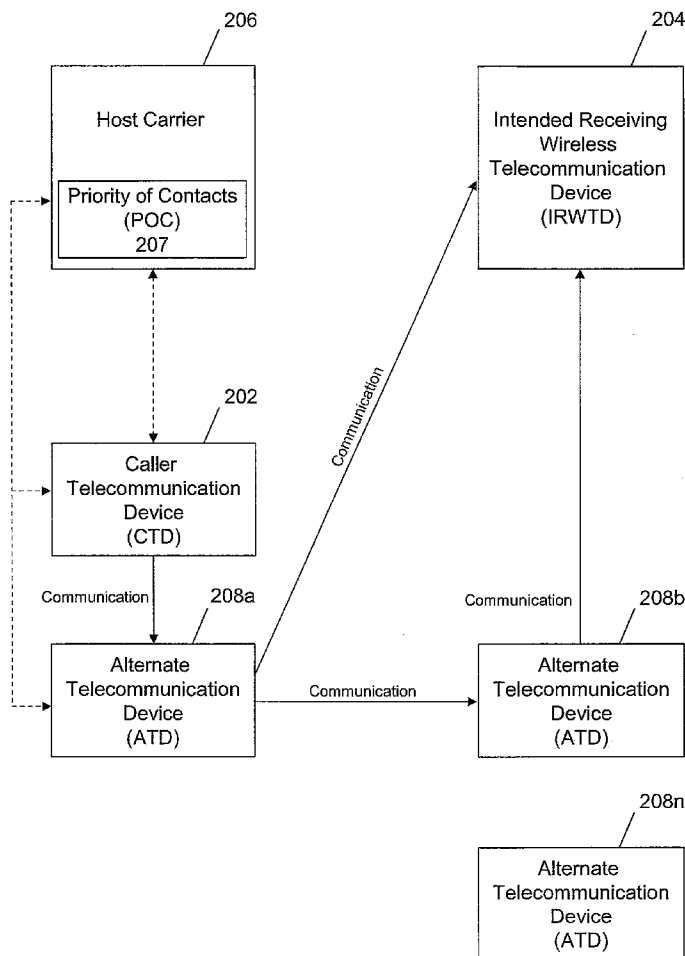 206
204
Host Carrier
Priority of Contacts
(POC)
207
Intended Receiving
Wireless
Telecommunication
Device
(IRWTD)
Communication
202
Caller
Telecommunication
Device
(CTD)
Communication
208a
Communication
208b
Alternate
Telecommunication
Device
(ATD)
Communication
Alternate
Telecommunication
Device
(ATD)
208n
Alternate
Telecommunication
Device
(ATD)